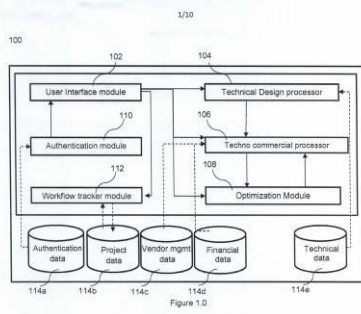 1/10
100
102
104
User Interface module
Technical Design processor
110
106
Authentication module
Techno commercial processor
112
108
Workflow tracker module
Optimization Module
Authentication data
Project data
Vendor mgmt. data
Financial data
Technical data
114a
114b
114c
114d
114e
Figure 1.0